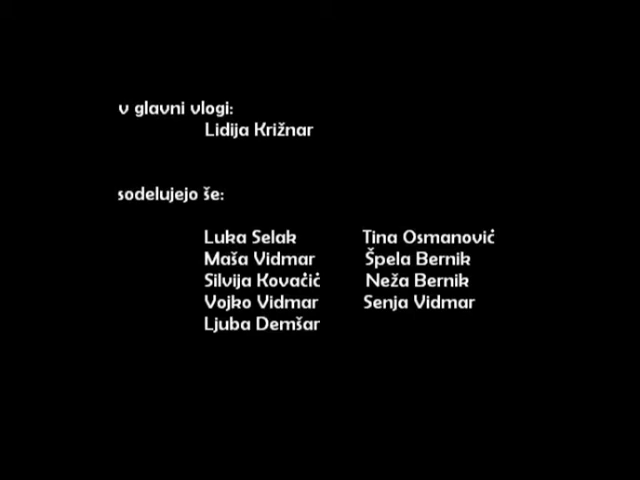 v glavni vlogi:
Lidija Križnar
sodelujejo še:
Luka Selak
Maša Vidmar
Silvija Kovaćić
Vojko Vidmar
Ljuba Demšar
Tina Osmanović
Špela Bernik
Neža Bernik
Senja Vidmar